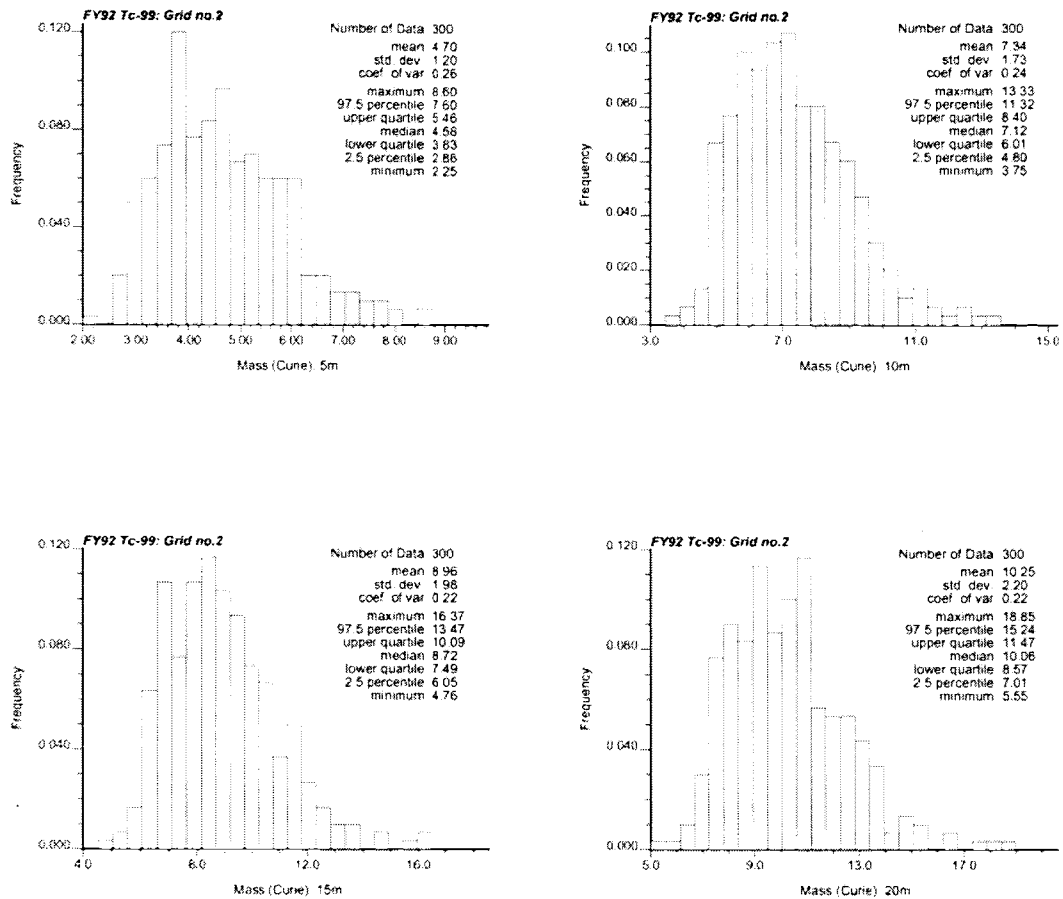 FY92 Tc-99: Grid no.2
Number of Data 300
mean 4.70
std. dev. 1.20
coef. of var 0.26
maximum 8.60
97.5 percentile 7.60
upper quartile 5.46
median 4.58
lower quartile 3.83
2.5 percentile 2.86
minimum 2.25
Frequency
0.120
0.080
0.040
0.000
2.00 3.00 4.00 5.00 6.00 7.00 8.00 9.00
Mass (Curie) 5m
FY92 Tc-99: Grid no.2
Number of Data 300
mean 7.34
std. dev. 1.73
coef. of var 0.24
maximum 13.33
97.5 percentile 11.32
upper quartile 8.40
median 7.12
lower quartile 6.01
2.5 percentile 4.80
minimum 3.75
Frequency
0.100
0.080
0.060
0.040
0.020
0.000
3.0 7.0 11.0 15.0
Mass (Curie) 10m
FY92 Tc-99: Grid no.2
Number of Data 300
mean 8.96
std. dev. 1.98
coef. of var 0.22
maximum 16.37
97.5 percentile 13.47
upper quartile 10.09
median 8.72
lower quartile 7.49
2.5 percentile 6.05
minimum 4.76
Frequency
0.120
0.080
0.040
0.000
4.0 8.0 12.0 16.0
Mass (Curie) 15m
FY92 Tc-99: Grid no.2
Number of Data 300
mean 10.25
std. dev. 2.20
coef. of var 0.22
maximum 18.85
97.5 percentile 15.24
upper quartile 11.47
median 10.06
lower quartile 8.57
2.5 percentile 7.01
minimum 5.55
Frequency
0.120
0.080
0.040
0.000
5.0 9.0 13.0 17.0
Mass (Curie) 20m